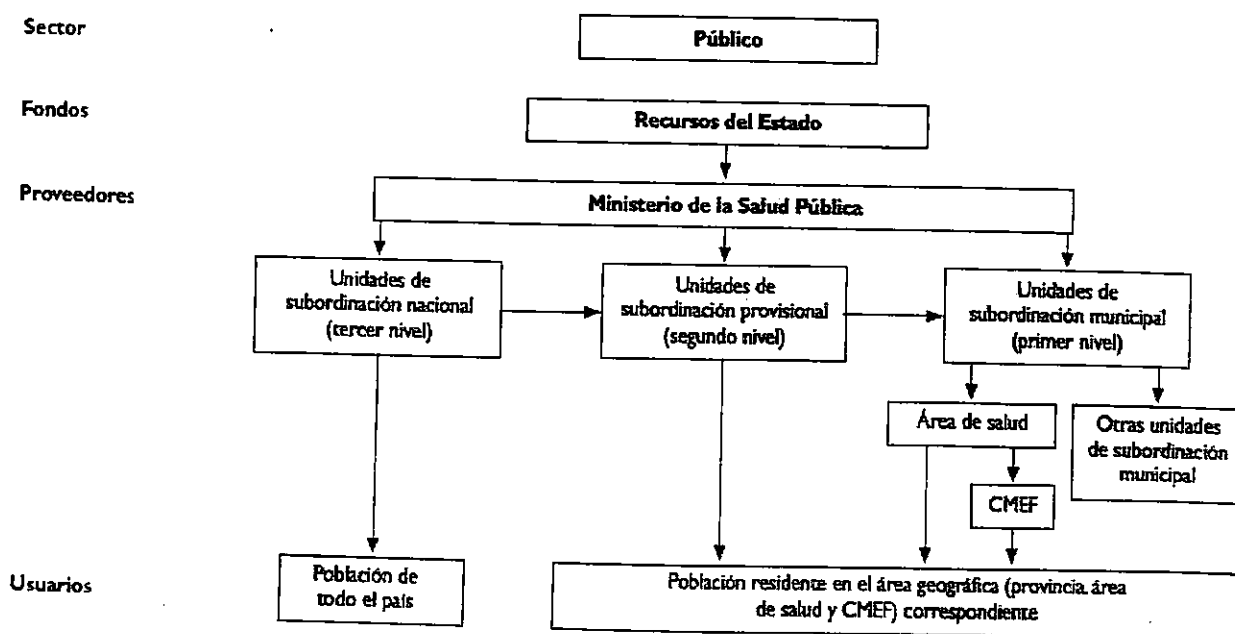 Sector
Público
Fondos
Recursos del Estado
Proveedores
Ministerio de la Salud Pública
Unidades de
subordinación nacional
(tercer nivel)
Unidades de
subordinación provisional
(segundo nivel)
Unidades de
subordinación municipal
(primer nivel)
Área de salud
Otras unidades
de subordinación
municipal
CMEF
Usuarios
Población de
todo el país
Población residente en el área geográfica (provincia, área
de salud y CMEF) correspondiente